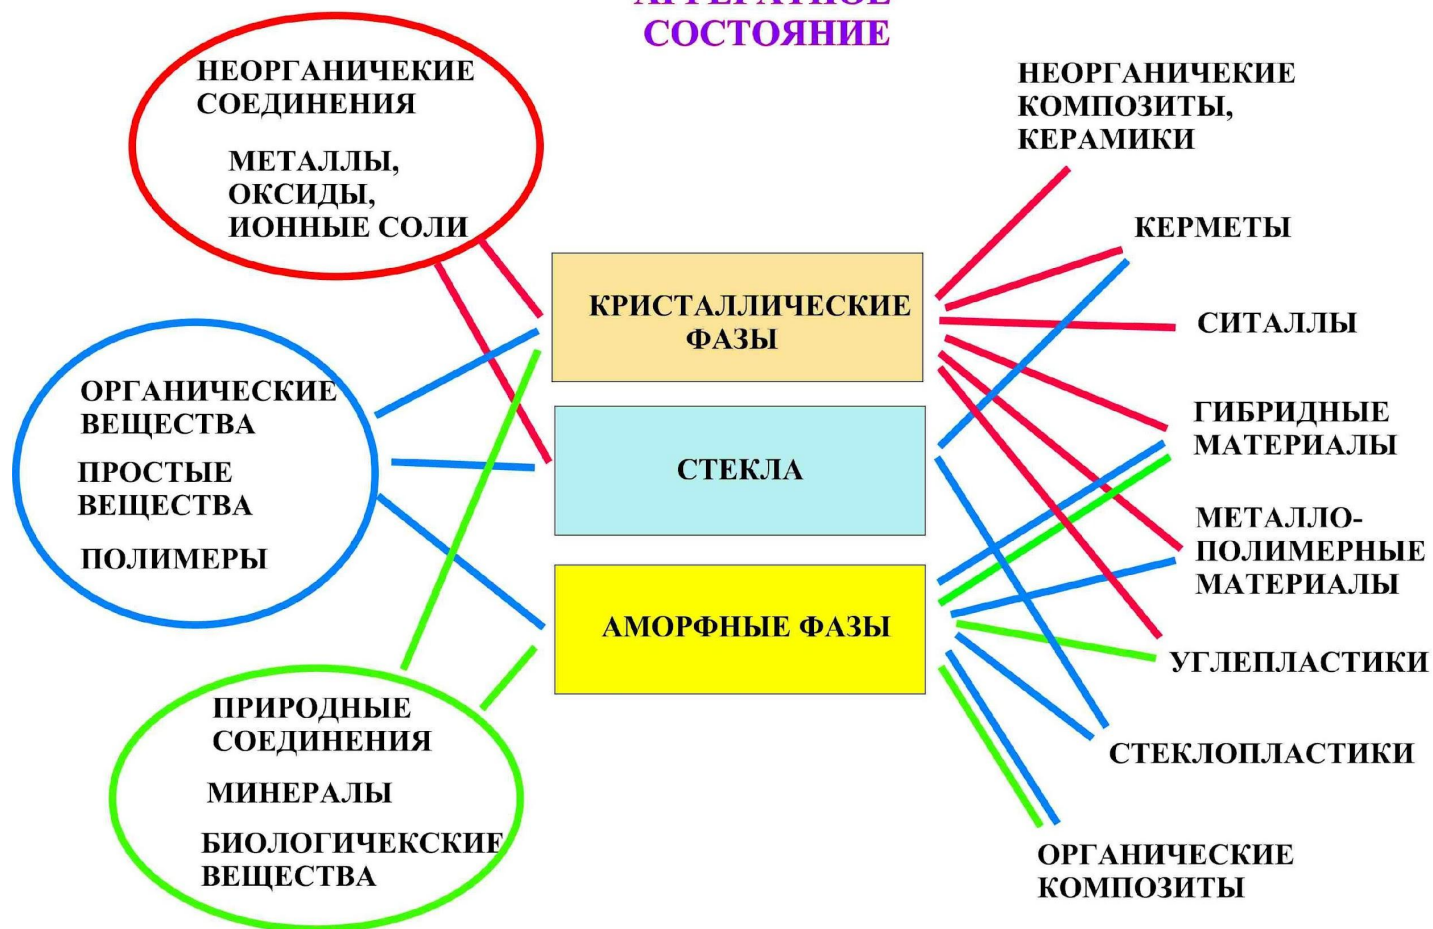 АГРЕГАТНОЕ
СОСТОЯНИЕ
НЕОРГАНИЧЕКИЕ
СОЕДИНЕНИЯ
МЕТАЛЛЫ,
ОКСИДЫ,
ИОННЫЕ СОЛИ
ОРГАНИЧЕСКИЕ
ВЕЩЕСТВА
ПРОСТЫЕ
ВЕЩЕСТВА
ПОЛИМЕРЫ
ПРИРОДНЫЕ
СОЕДИНЕНИЯ
МИНЕРАЛЫ
БИОЛОГИЧЕКСКИЕ
ВЕЩЕСТВА
КРИСТАЛЛИЧЕСКИЕ
ФАЗЫ
СТЕКЛА
АМОРФНЫЕ ФАЗЫ
НЕОРГАНИЧЕКИЕ
КОМПОЗИТЫ,
КЕРАМИКИ
КЕРМЕТЫ
СИТАЛЛЫ
ГИБРИДНЫЕ
МАТЕРИАЛЫ
МЕТАЛЛО-
ПОЛИМЕРНЫЕ
МАТЕРИАЛЫ
УГЛЕПЛАСТИКИ
СТЕКЛОПЛАСТИКИ
ОРГАНИЧЕСКИЕ
КОМПОЗИТЫ